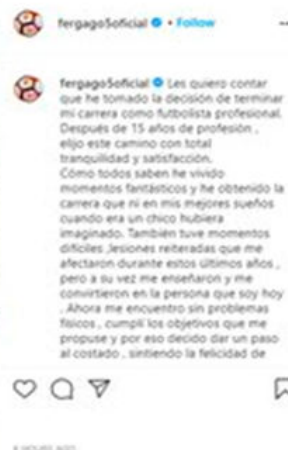 fergago5oficial • Follow
fergago5oficial Les quiero contar
que he tomado la decisión de terminar
mi carrera como futbolista profesional.
Después de 15 años de profesión ,
elijo este camino con total
tranquilidad y satisfacción.
Cómo todos saben he vivido
momentos fantásticos y he obtenido la
carrera que ni en mis mejores sueños
cuando era un chico hubiera
imaginado. También tuve momentos
difíciles ,lesiones reiteradas que me
afectaron durante estos últimos años ,
pero a su vez me enseñaron y me
convirtieron en la persona que soy hoy
. Ahora me encuentro sin problemas
físicos , cumplí los objetivos que me
propuse y por eso decido dar un paso
al costado , sintiendo la felicidad de